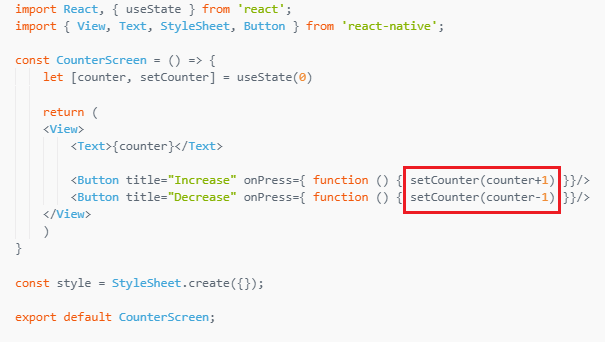 import React, { useState } from 'react';
import { View, Text, StyleSheet, Button } from 'react-native';

const CounterScreen = () => {
    let [counter, setCounter] = useState(0)

    return (
    <View>
        <Text>{counter}</Text>

        <Button title="Increase" onPress={ function () { setCounter(counter+1) }}/>
        <Button title="Decrease" onPress={ function () { setCounter(counter-1) }}/>
    </View>
    )
}

const style = StyleSheet.create({});

export default CounterScreen;